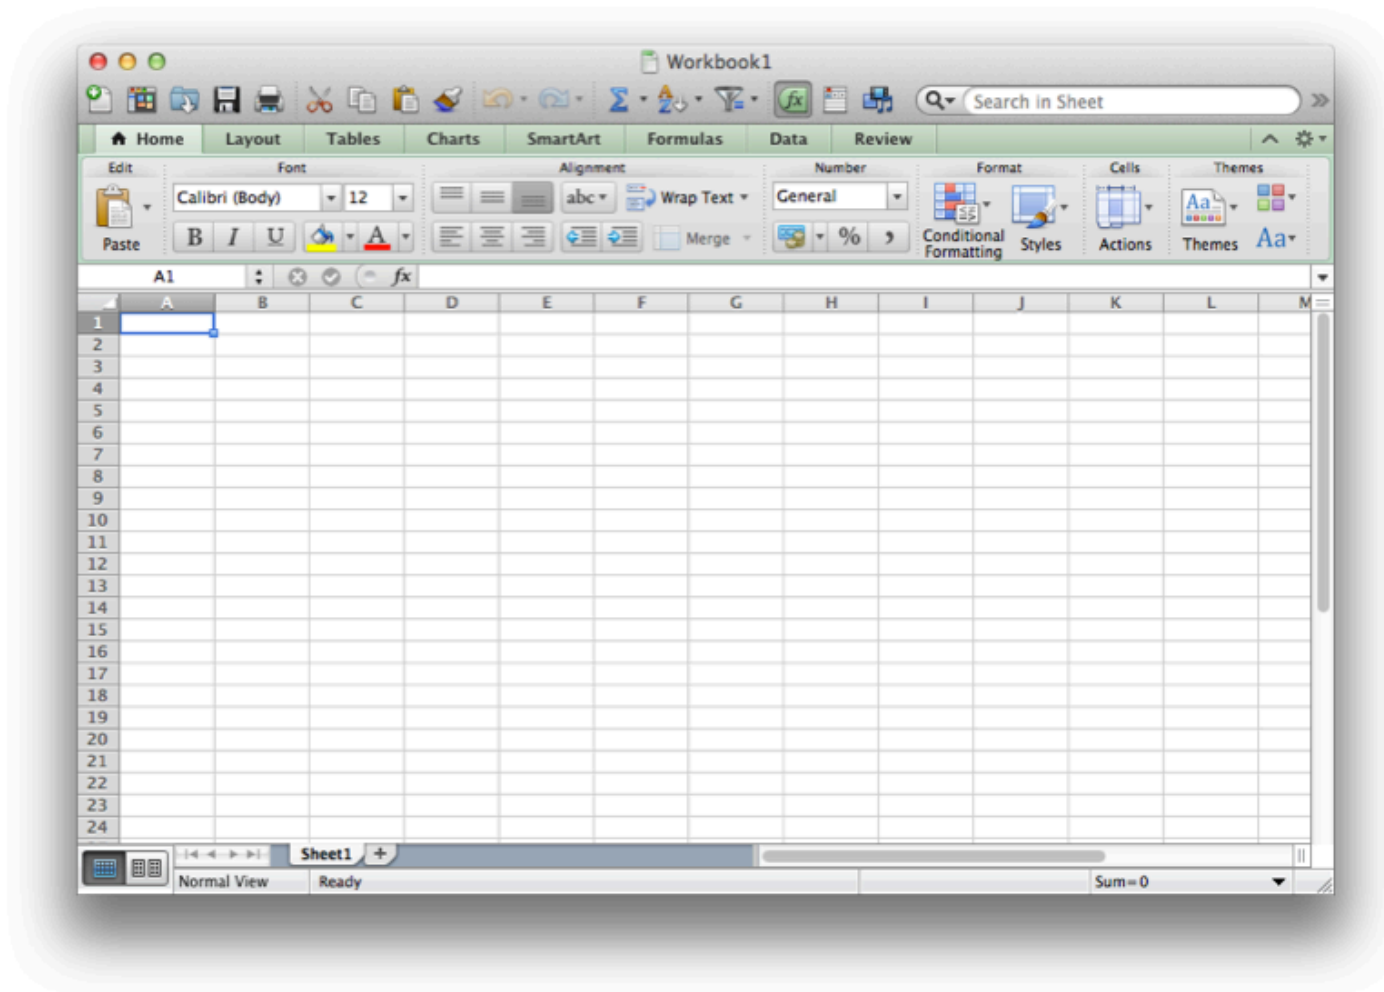 Workbook1
Search in Sheet
Home Layout Tables Charts SmartArt Formulas Data Review
Edit Font Alignment Number Format Cells Themes
Calibri (Body) 12 abc Wrap Text General
Paste B I U A Merge % , Conditional Formatting Styles Actions Themes Aa
A1 fx
A B C D E F G H I J K L M
1
2
3
4
5
6
7
8
9
10
11
12
13
14
15
16
17
18
19
20
21
22
23
24
Sheet1 +
Normal View Ready Sum=0